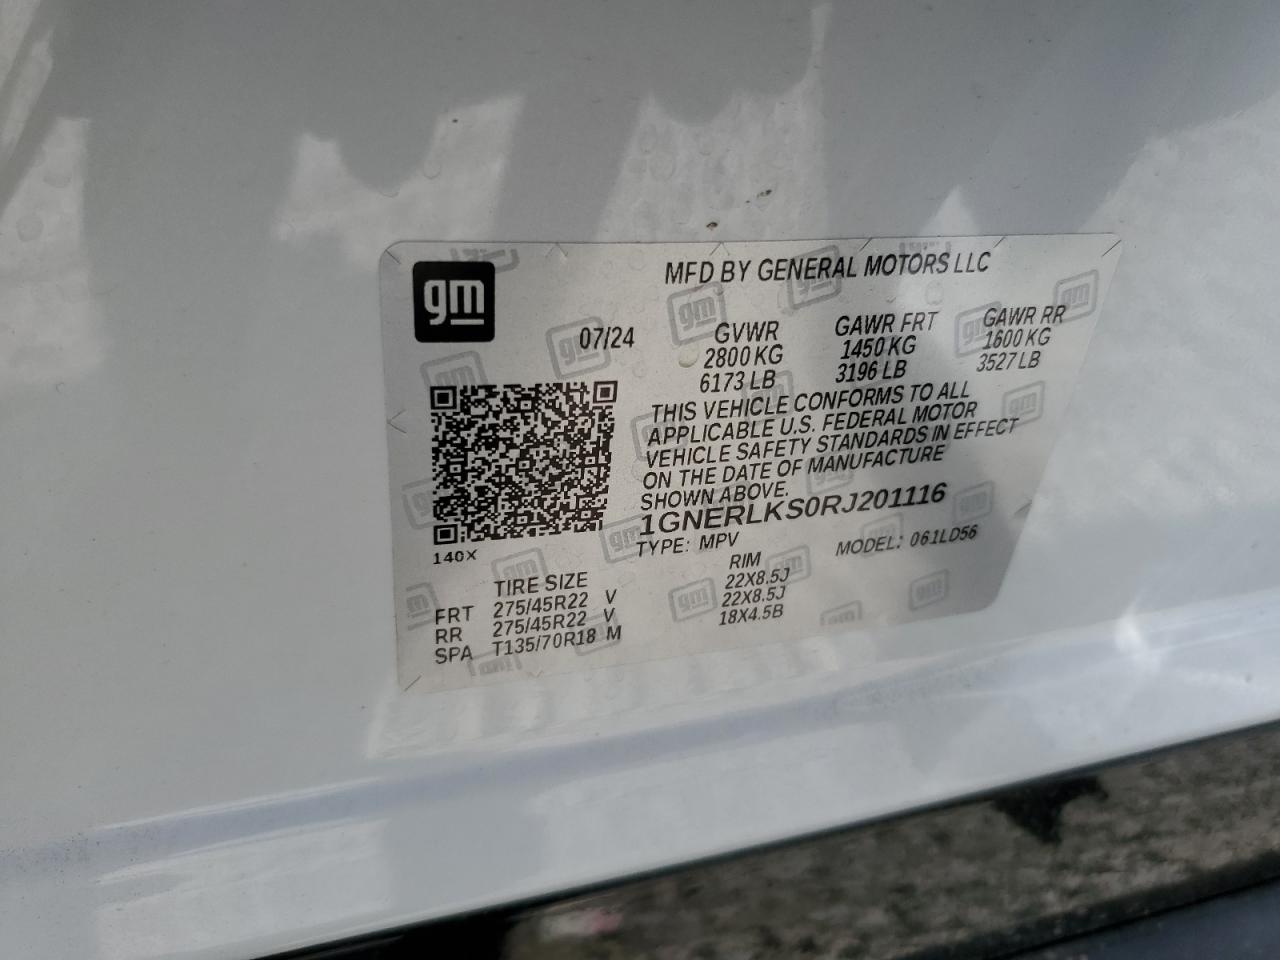 gm
MFD BY GENERAL MOTORS LLC
07/24 GVWR GAWR FRT GAWR RR
2800 KG 1450 KG 1600 KG
6173 LB 3196 LB 3527 LB
THIS VEHICLE CONFORMS TO ALL
APPLICABLE U.S. FEDERAL MOTOR
VEHICLE SAFETY STANDARDS IN EFFECT
ON THE DATE OF MANUFACTURE
SHOWN ABOVE.
1GNERLKS0RJ201116
140X
TYPE: MPV MODEL: 061LD56
TIRE SIZE RIM
FRT 275/45R22 V 22X8.5J
RR 275/45R22 V 22X8.5J
SPA T135/70R18 M 18X4.5B